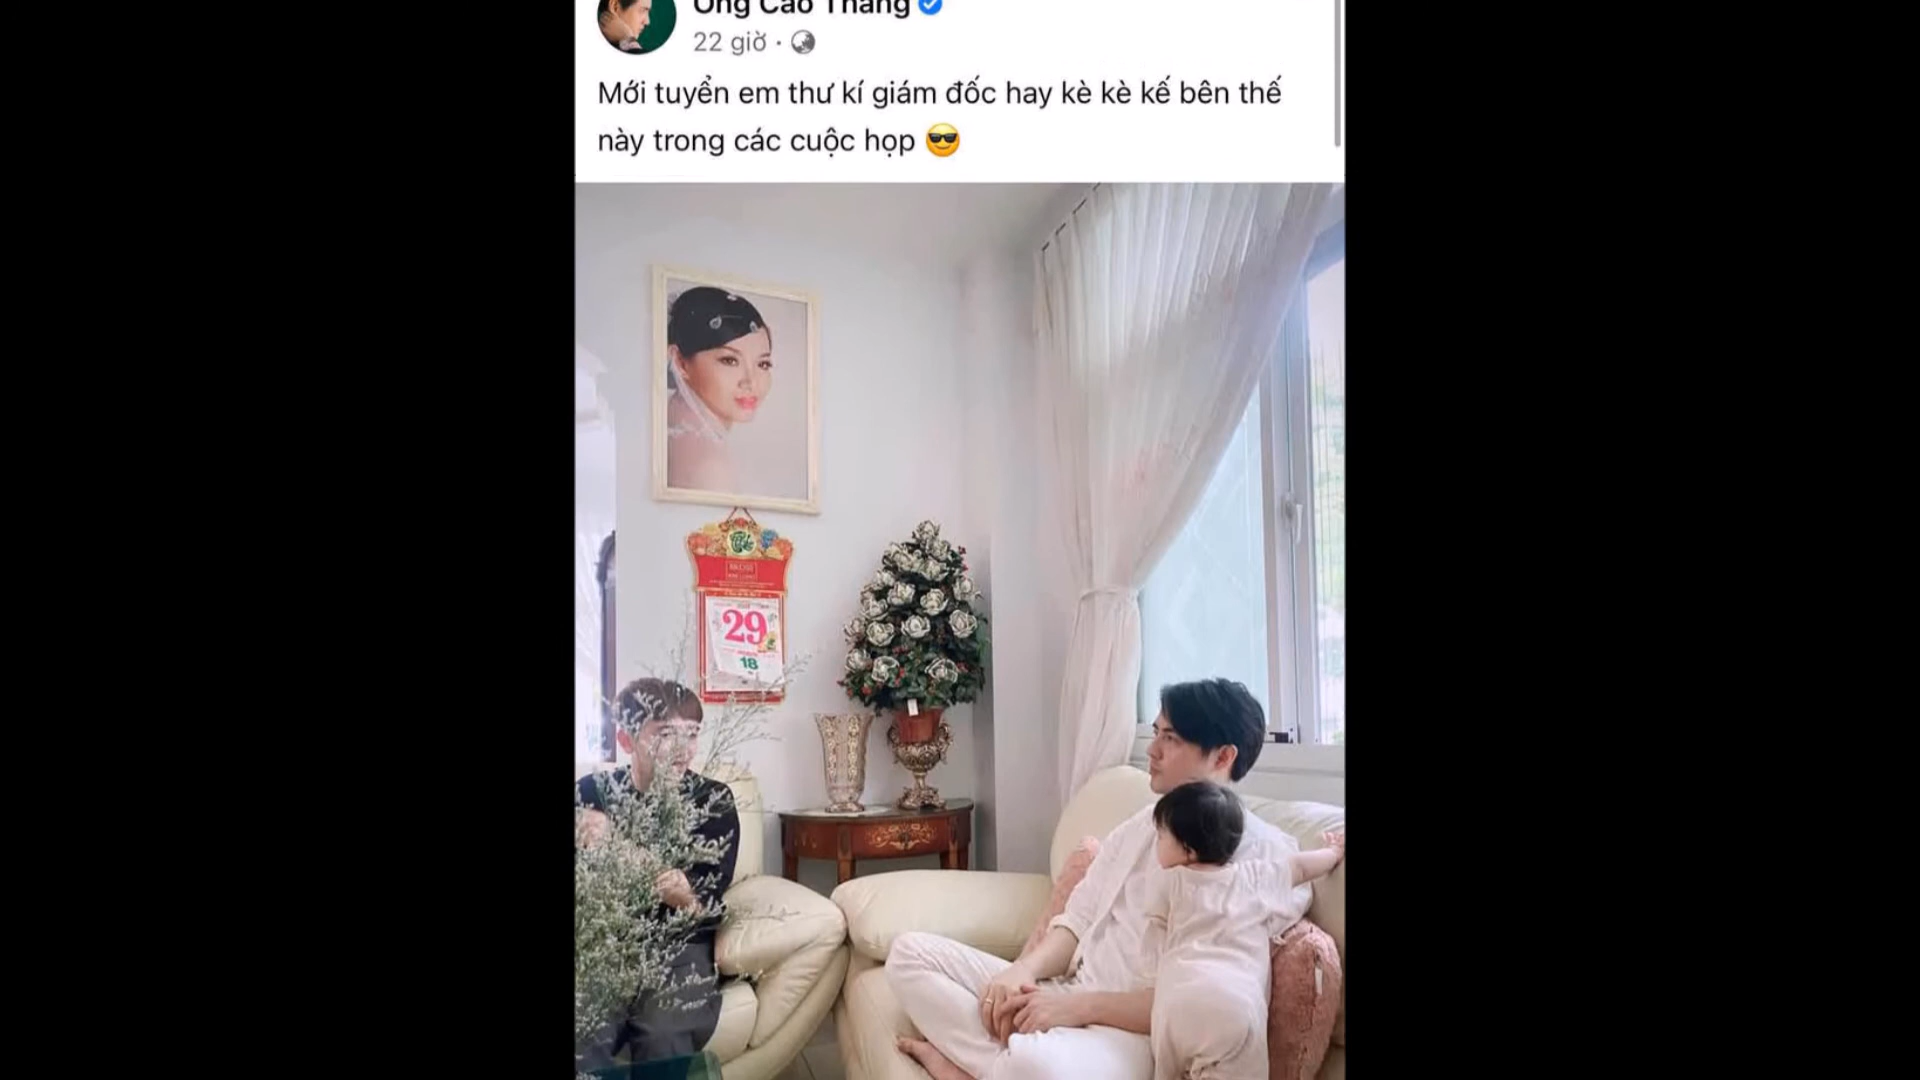 Ông Cao Thắng
22 giờ
Mới tuyển em thư kí giám đốc hay kè kè kế bên thế
này trong các cuộc họp 😎
29
18